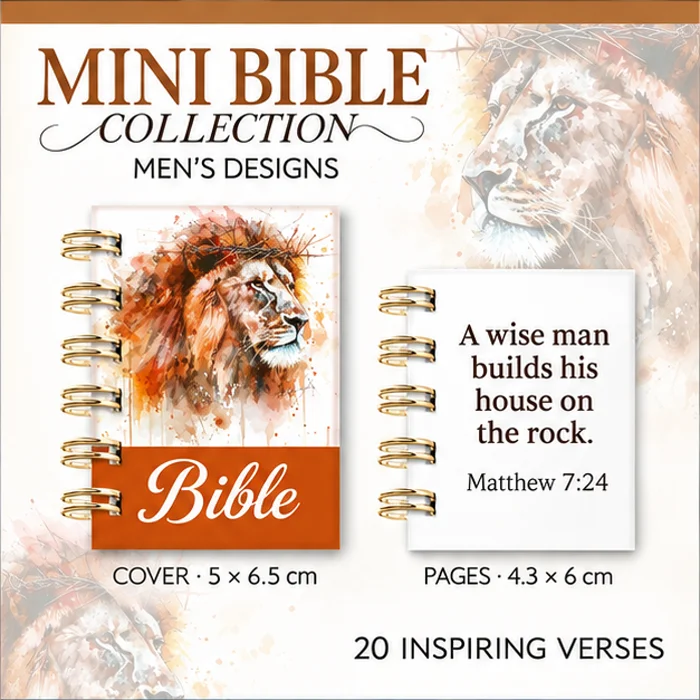 MINI BIBLE
COLLECTION
MEN’S DESIGNS
Bible
A wise man
builds his
house on
the rock.
Matthew 7:24
COVER · 5 × 6.5 cm
PAGES · 4.3 × 6 cm
20 INSPIRING VERSES